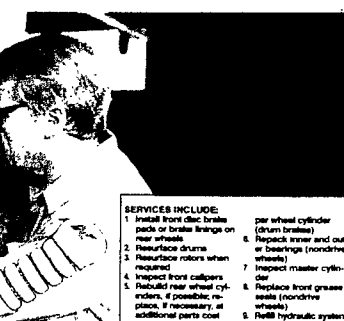 SERVICES INCLUDE:
1. Install front disc brake
pads or brake linings on
rear wheels
2. Resurface drums
3. Resurface rotors when
required
4. Inspect front calipers
5. Rebuild rear wheel cyl-
inders, if possible; re-
place, if necessary, at
additional parts cost
per wheel cylinder
(drum brakes)
6. Repack inner and out-
er bearings (nondrive
wheels)
7. Inspect master cylin-
der
8. Replace front grease
seals (nondrive
wheels)
9. Refill hydraulic system